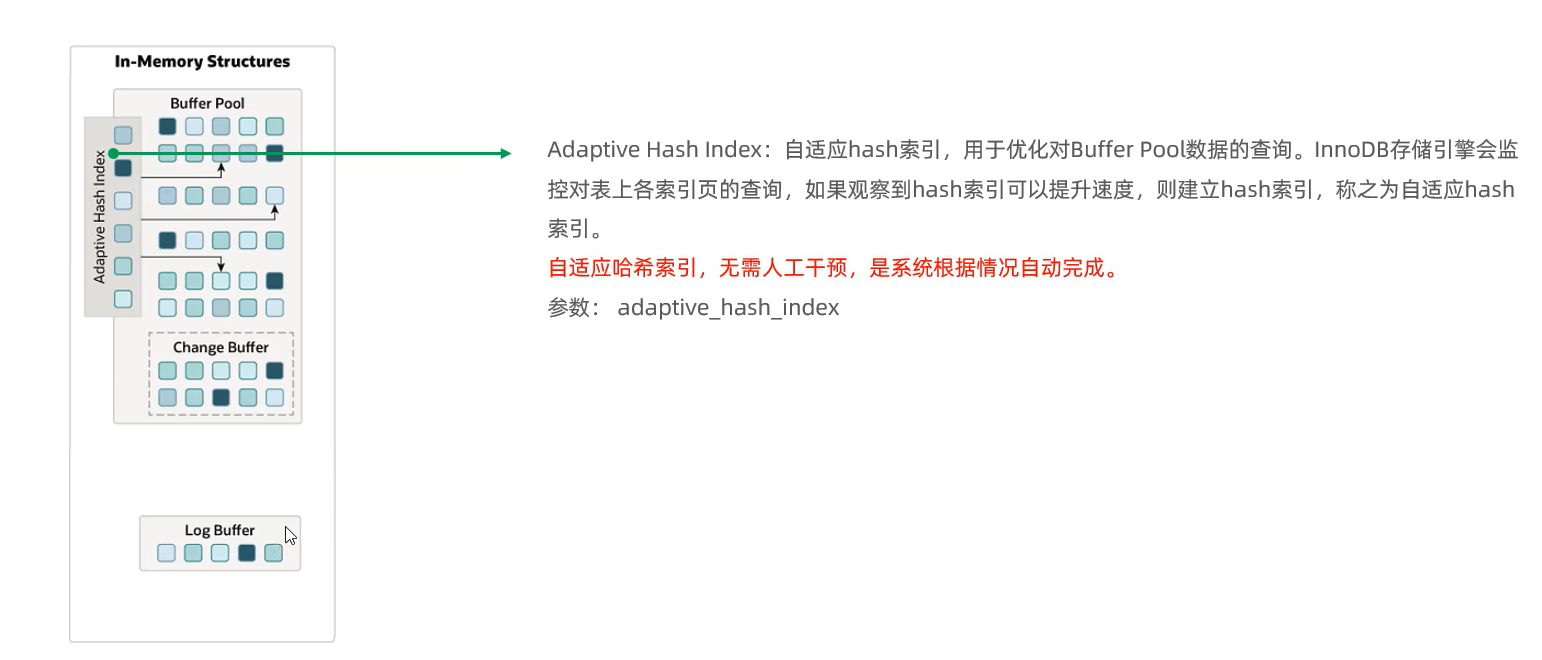 In-Memory Structures
Buffer Pool
Adaptive Hash Index
Change Buffer
Log Buffer
Adaptive Hash Index：自适应hash索引，用于优化对Buffer Pool数据的查询。InnoDB存储引擎会监
控对表上各索引页的查询，如果观察到hash索引可以提升速度，则建立hash索引，称之为自适应hash
索引。
自适应哈希索引，无需人工干预，是系统根据情况自动完成。
参数： adaptive_hash_index